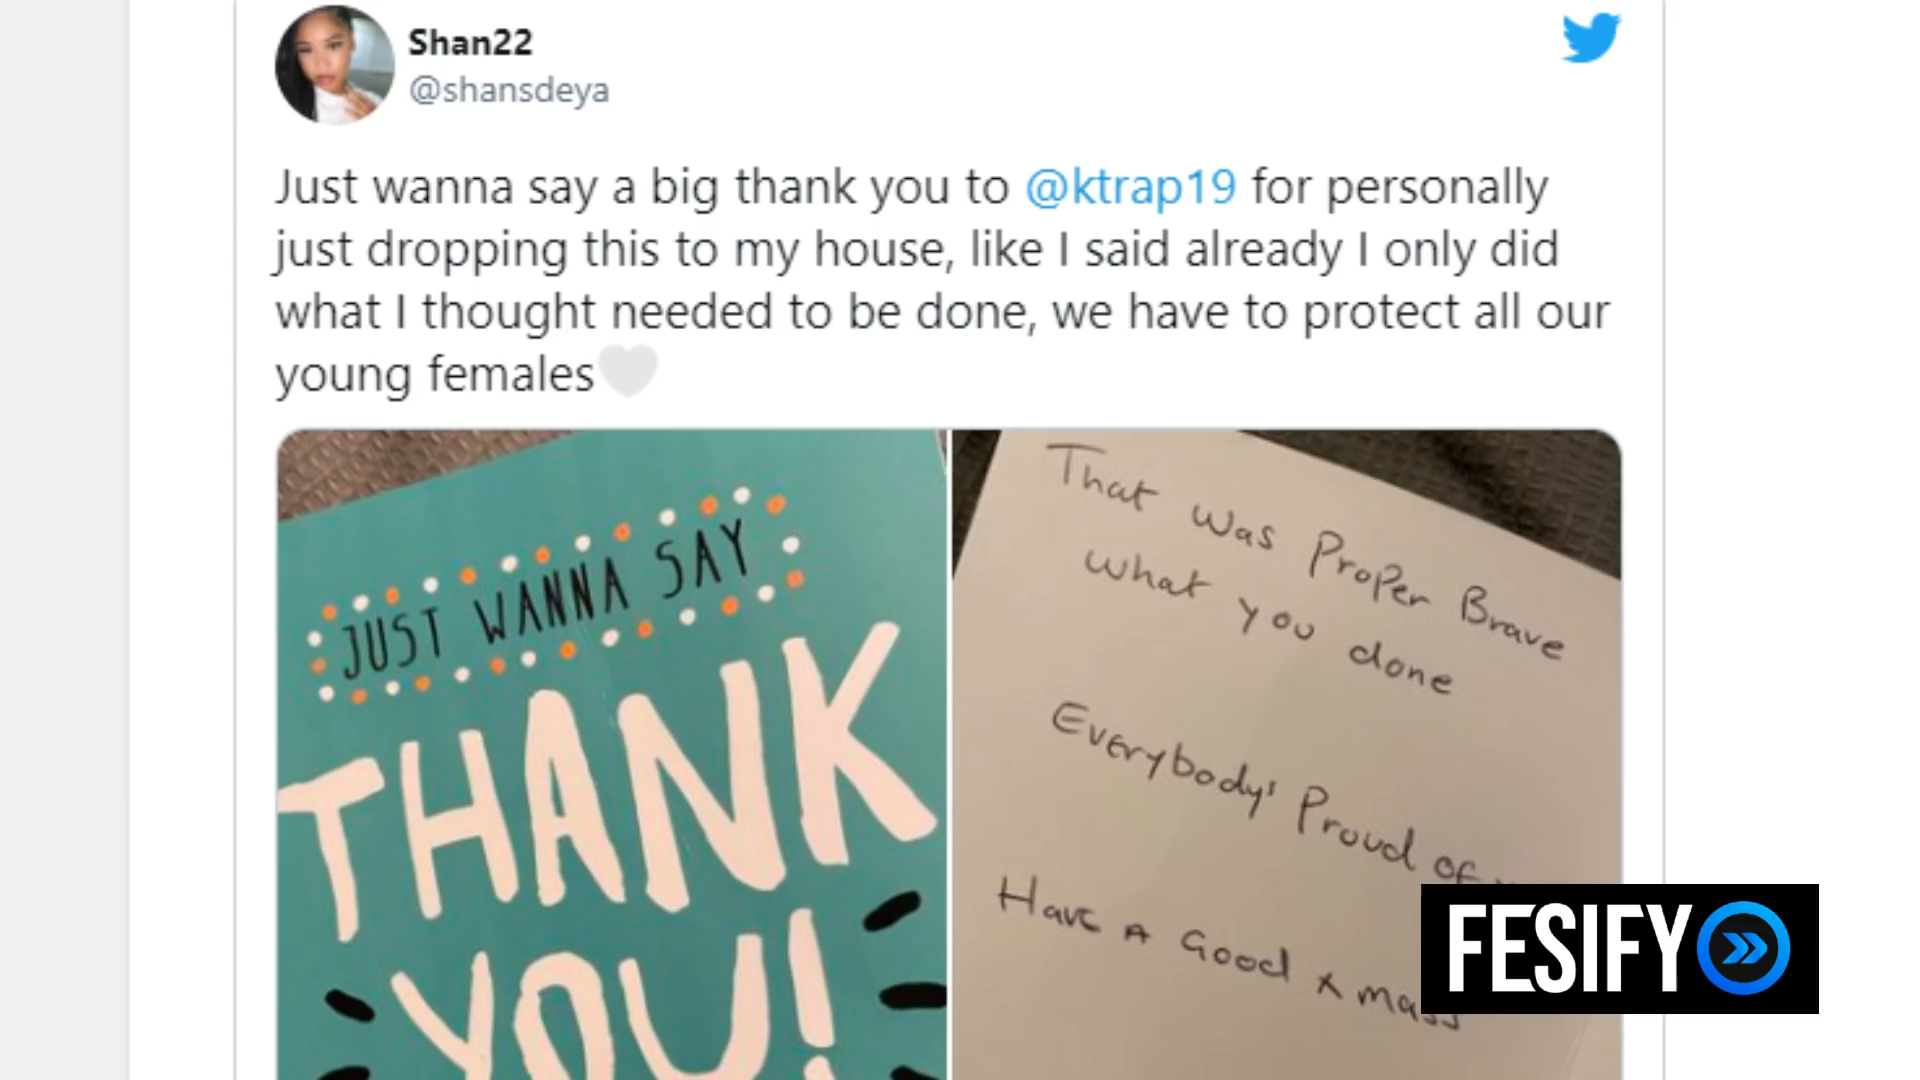 Shan22
@shansdeya
Just wanna say a big thank you to @ktrap19 for personally
just dropping this to my house, like I said already I only did
what I thought needed to be done, we have to protect all our
young females🤍
JUST WANNA SAY
THANK
YOU!
That was Proper Brave
what you done
Everybody's Proud of
Have A Good xmass
FESIFY